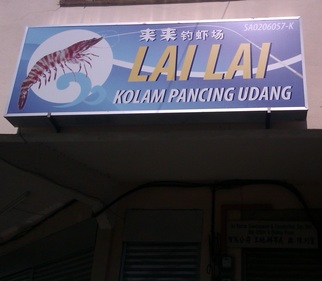 来来钓虾场
SA0206057-K
LAI LAI
KOLAM PANCING UDANG